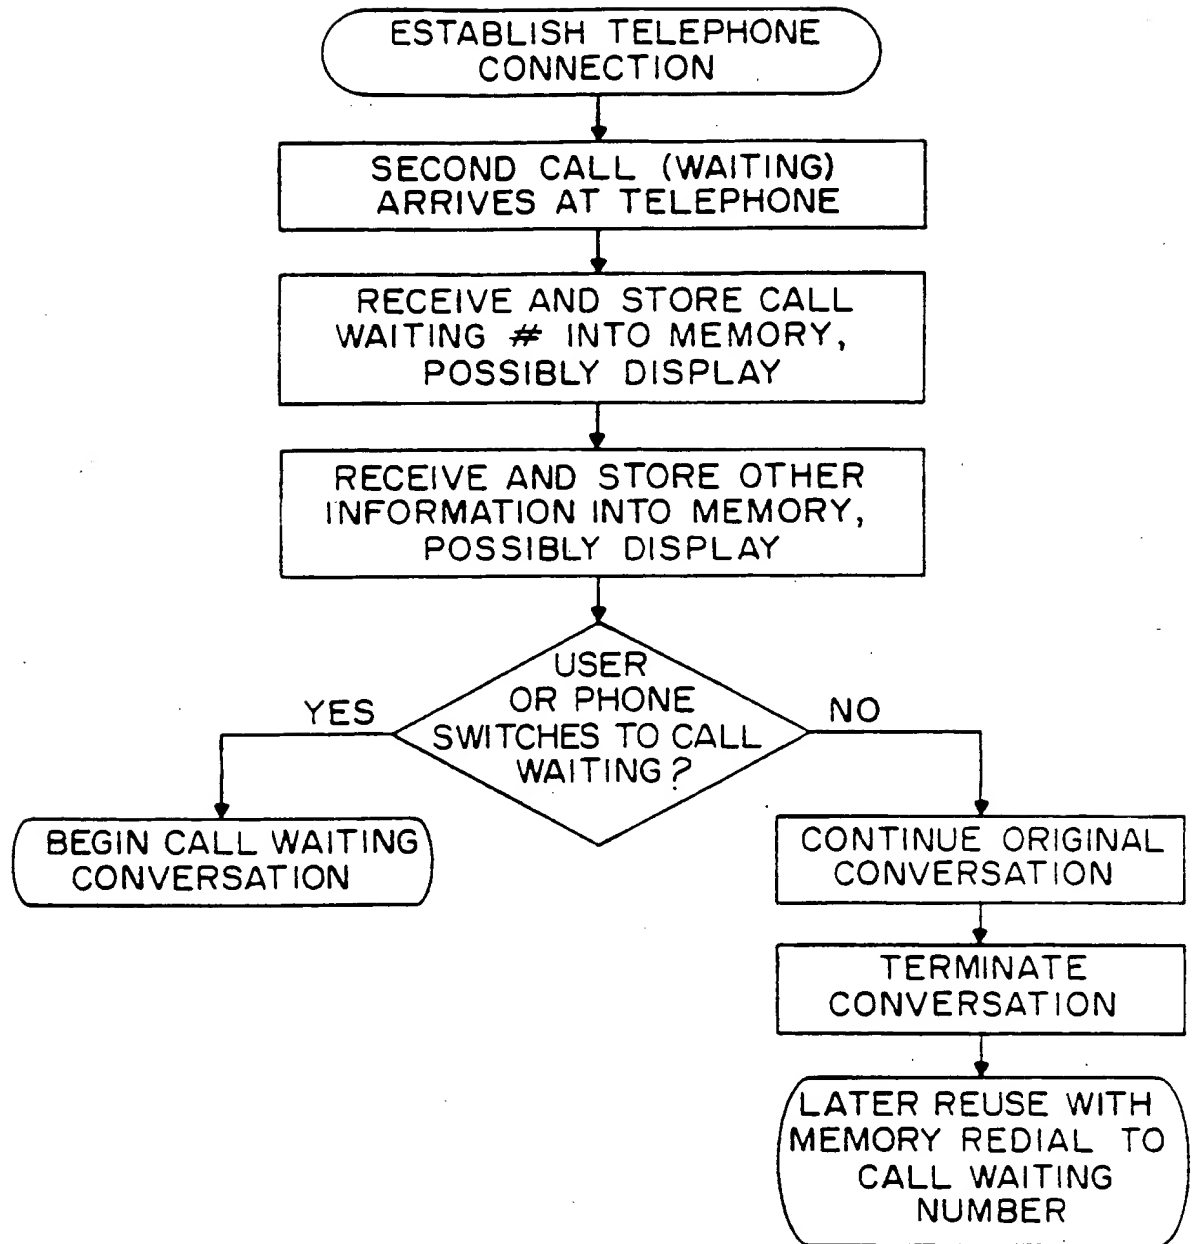 ESTABLISH TELEPHONE
CONNECTION
SECOND CALL (WAITING)
ARRIVES AT TELEPHONE
RECEIVE AND STORE CALL
WAITING # INTO MEMORY,
POSSIBLY DISPLAY
RECEIVE AND STORE OTHER
INFORMATION INTO MEMORY,
POSSIBLY DISPLAY
USER
OR PHONE
SWITCHES TO CALL
WAITING?
YES
NO
BEGIN CALL WAITING
CONVERSATION
CONTINUE ORIGINAL
CONVERSATION
TERMINATE
CONVERSATION
LATER REUSE WITH
MEMORY REDIAL TO
CALL WAITING
NUMBER